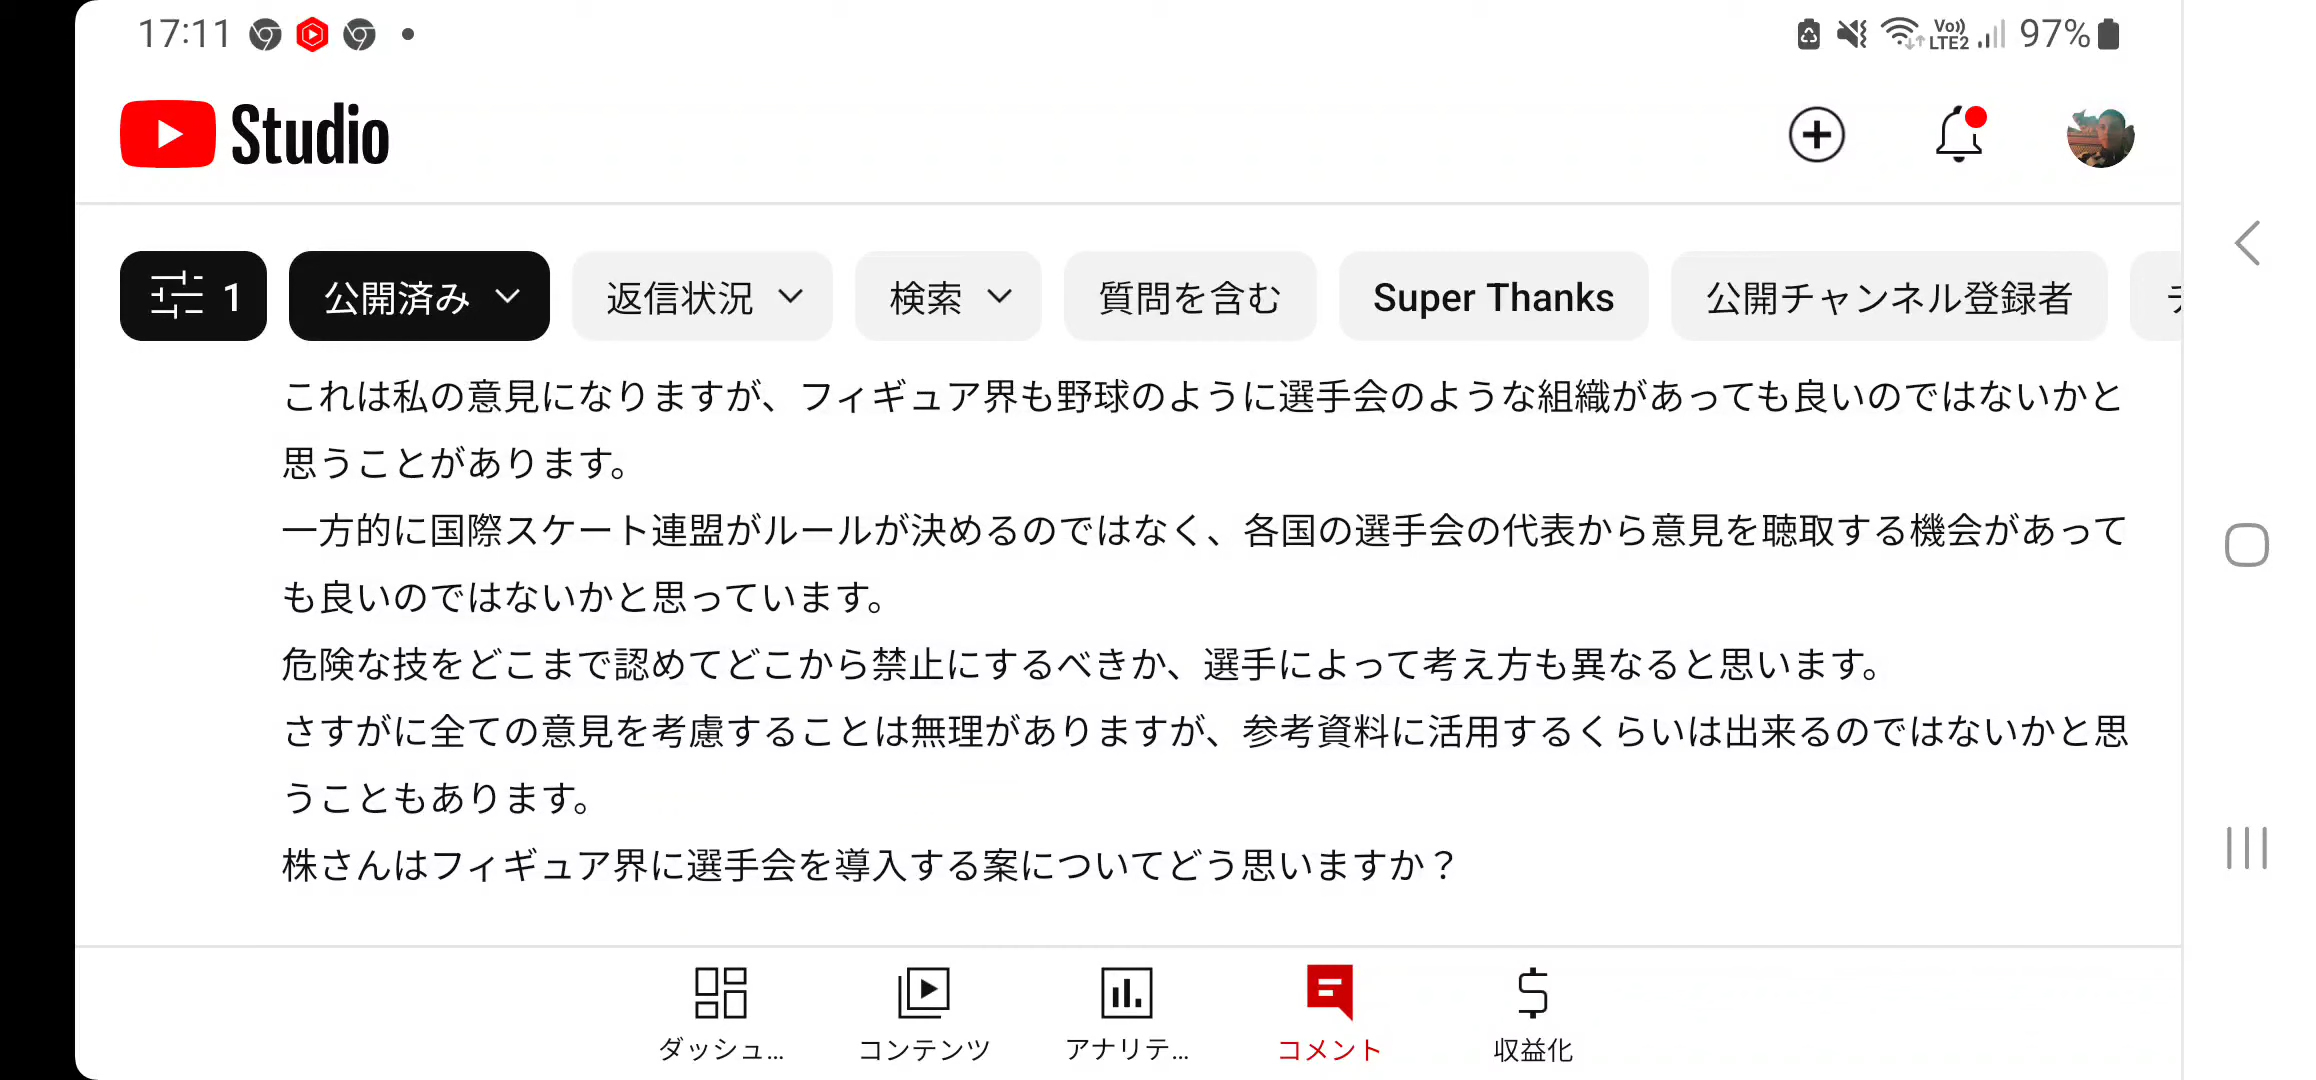 17:11
Vo))
LTE2
97%
Studio
1
公開済み
返信状況
検索
質問を含む
Super Thanks
公開チャンネル登録者
これは私の意見になりますが、フィギュア界も野球のように選手会のような組織があっても良いのではないかと
思うことがあります。
一方的に国際スケート連盟がルールが決めるのではなく、各国の選手会の代表から意見を聴取する機会があって
も良いのではないかと思っています。
危険な技をどこまで認めてどこから禁止にするべきか、選手によって考え方も異なると思います。
さすがに全ての意見を考慮することは無理がありますが、参考資料に活用するくらいは出来るのではないかと思
うこともあります。
株さんはフィギュア界に選手会を導入する案についてどう思いますか？
ダッシュ...
コンテンツ
アナリテ...
コメント
収益化